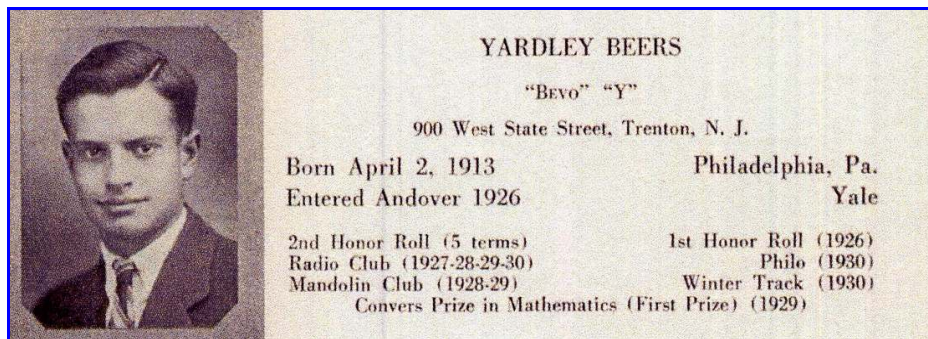 YARDLEY BEERS
"BEVO" "Y"
900 West State Street, Trenton, N. J.
Born April 2, 1913 Philadelphia, Pa.
Entered Andover 1926 Yale
2nd Honor Roll (5 terms) 1st Honor Roll (1926)
Radio Club (1927-28-29-30) Philo (1930)
Mandolin Club (1928-29) Winter Track (1930)
Convers Prize in Mathematics (First Prize) (1929)